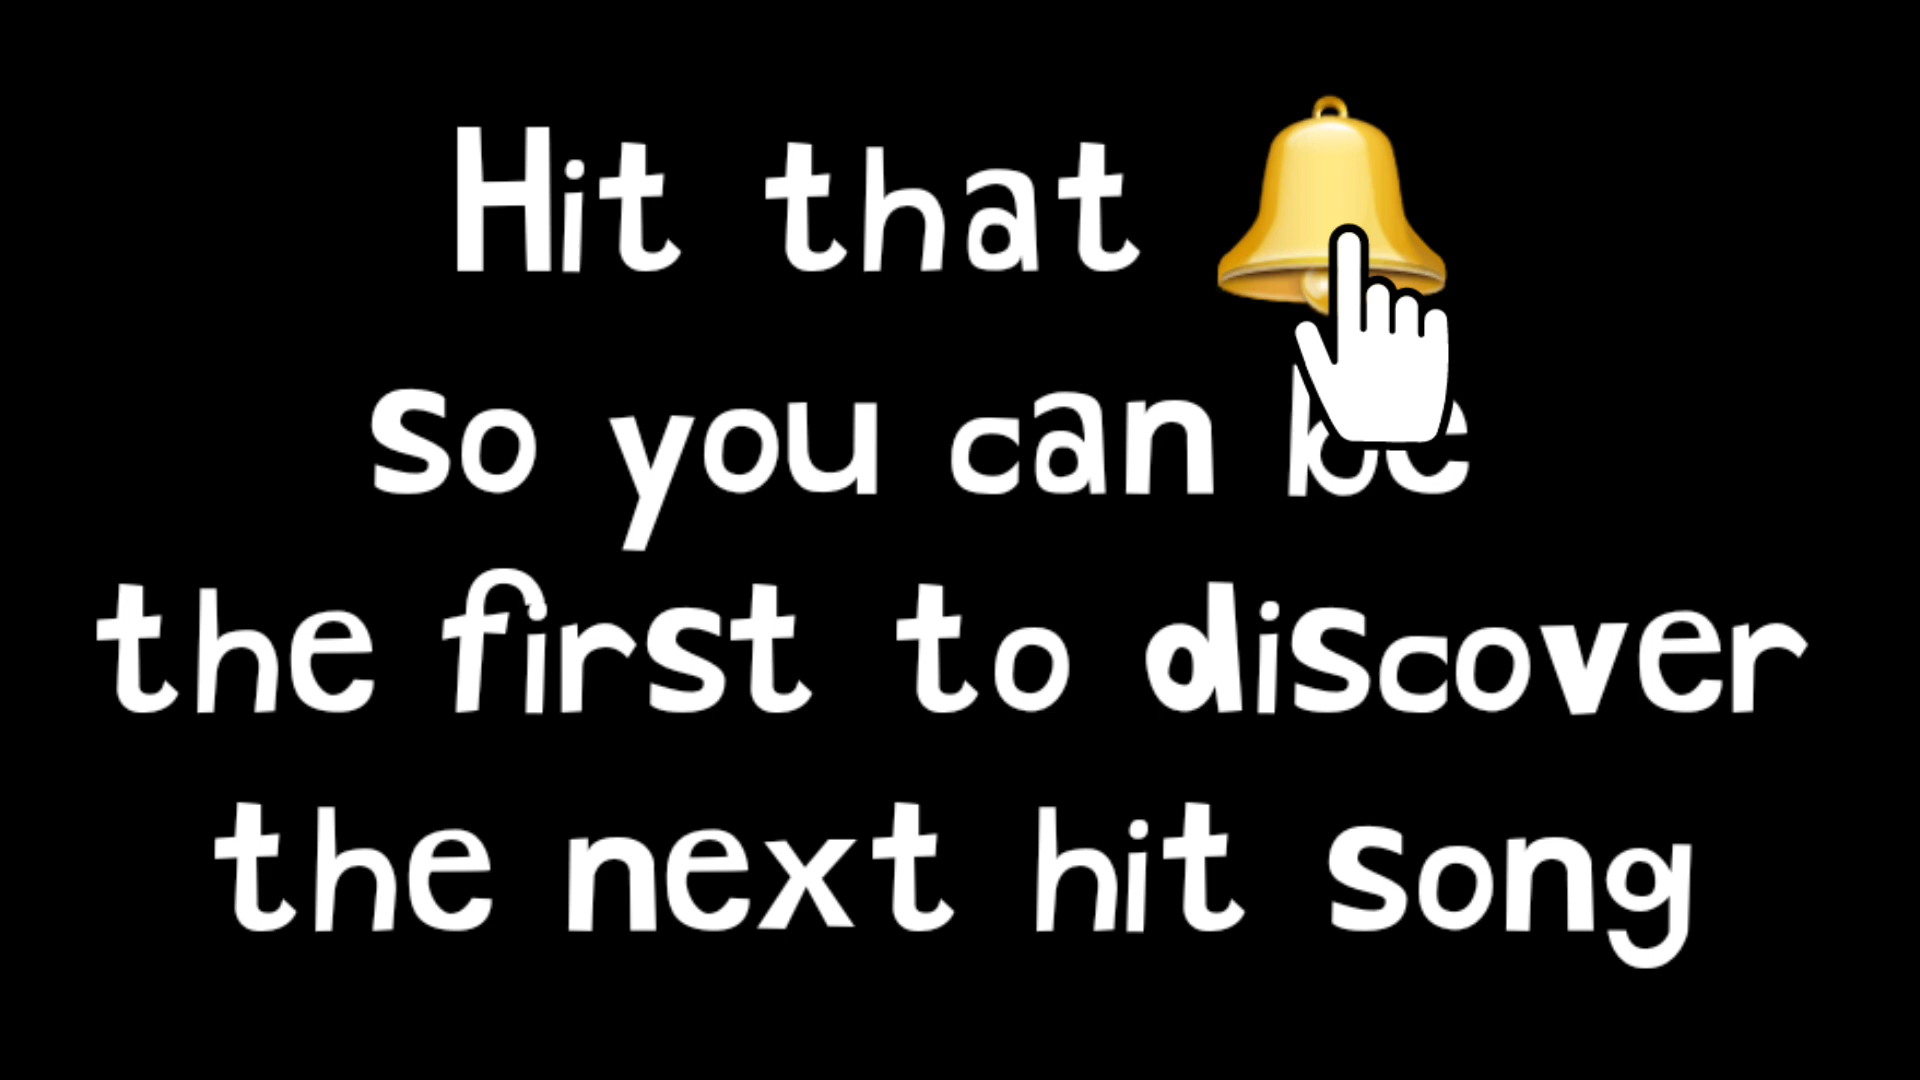 Hit that
so you can be
the first to discover
the next hit song